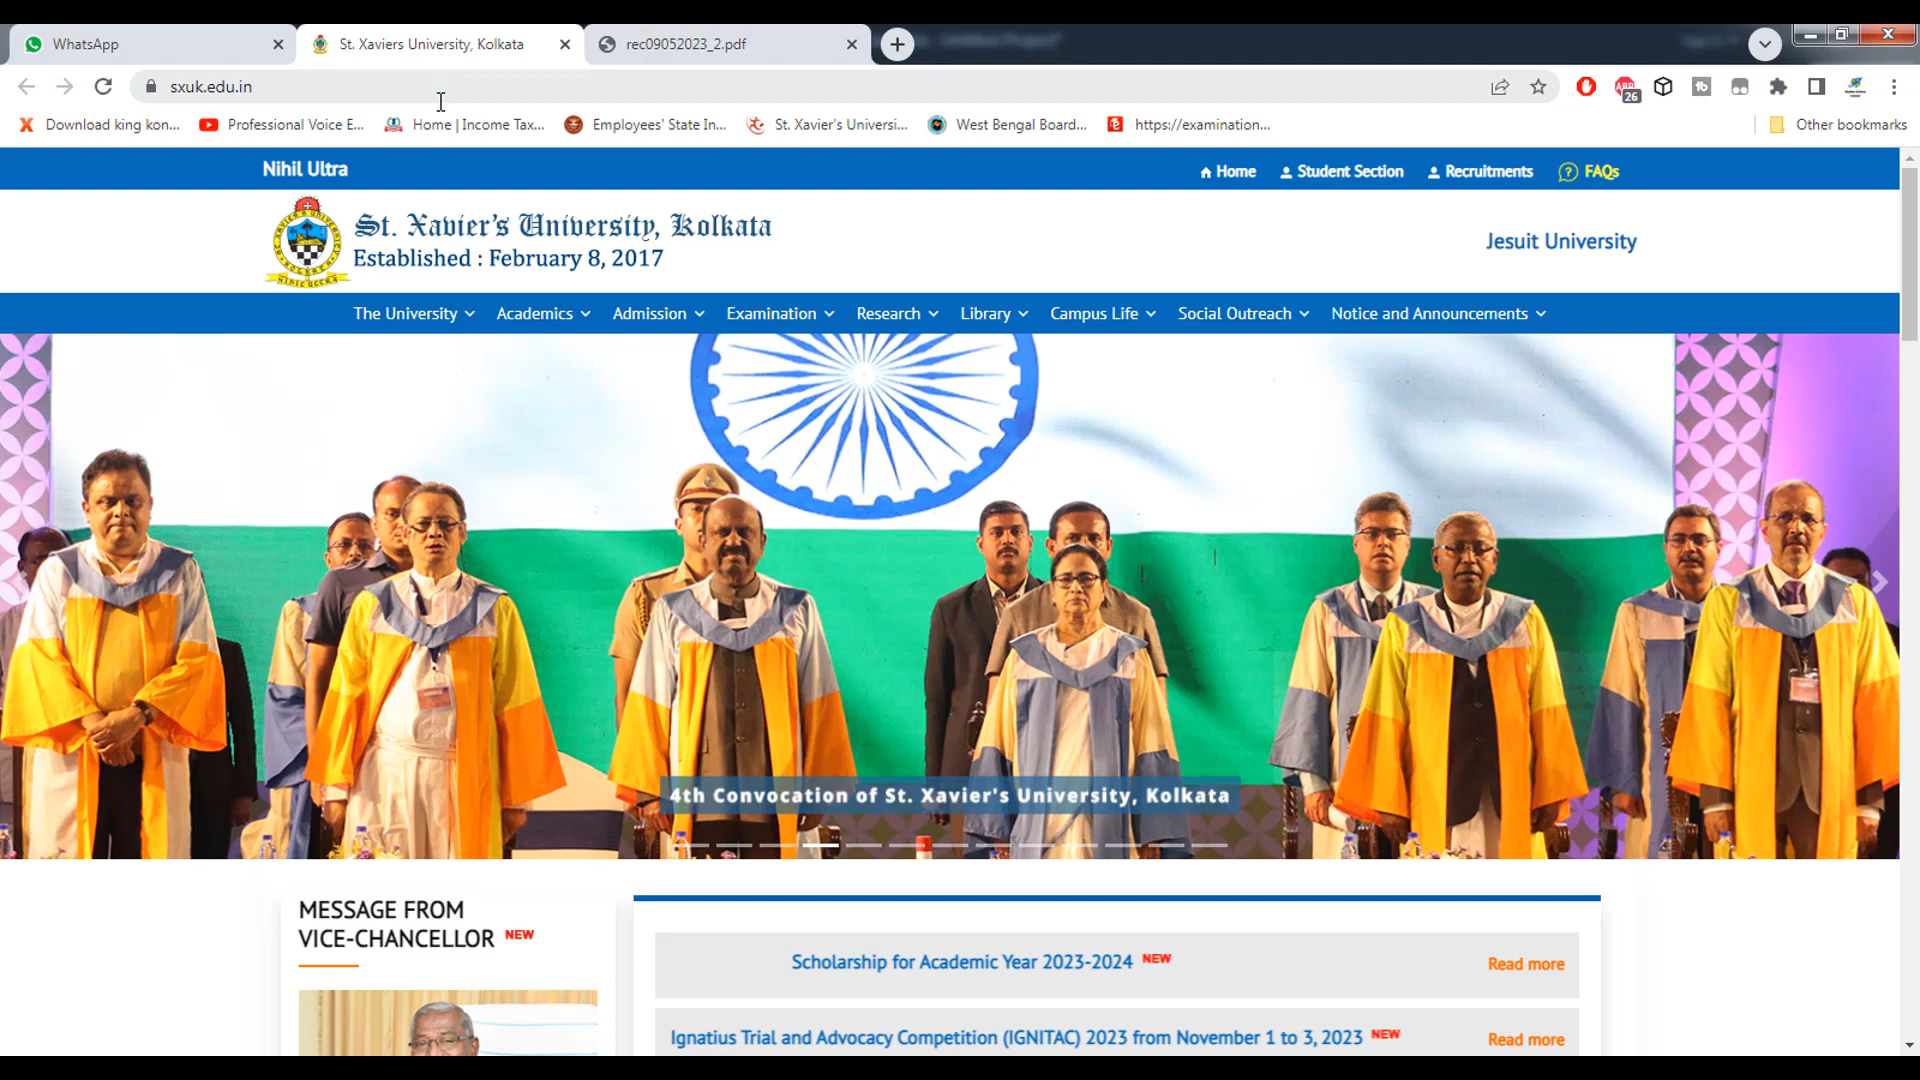 WhatsApp
St. Xaviers University, Kolkata
rec09052023_2.pdf
sxuk.edu.in
ABP
26
tb
Download king kon...
Professional Voice E...
Home | Income Tax...
Employees' State In...
St. Xavier's Universi...
West Bengal Board...
https://examination...
Other bookmarks
Nihil Ultra
Home
Student Section
Recruitments
FAQs
St. Xavier's University, Kolkata
Established : February 8, 2017
NIHIL ULTRA
Jesuit University
The University
Academics
Admission
Examination
Research
Library
Campus Life
Social Outreach
Notice and Announcements
4th Convocation of St. Xavier's University, Kolkata
MESSAGE FROM
VICE-CHANCELLOR NEW
Scholarship for Academic Year 2023-2024 NEW
Read more
Ignatius Trial and Advocacy Competition (IGNITAC) 2023 from November 1 to 3, 2023 NEW
Read more